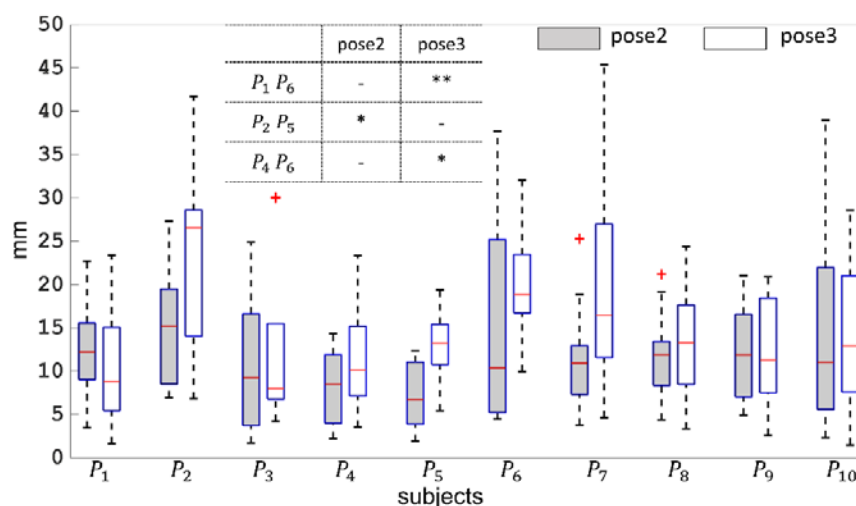 50
45
40
35
30
25
20
15
10
5
0
mm
pose2 pose3
P₁ P₆ - **
P₂ P₅ * -
P₄ P₆ - *
pose2 pose3
P₁ P₂ P₃ P₄ P₅ P₆ P₇ P₈ P₉ P₁₀
subjects